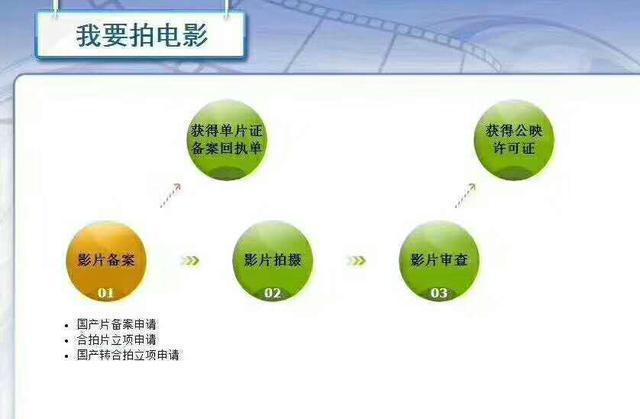 我要拍电影
获得单片证
备案回执单
获得公映
许可证
影片备案
01
影片拍摄
02
影片审查
03
• 国产片备案申请
• 合拍片立项申请
• 国产转合拍立项申请